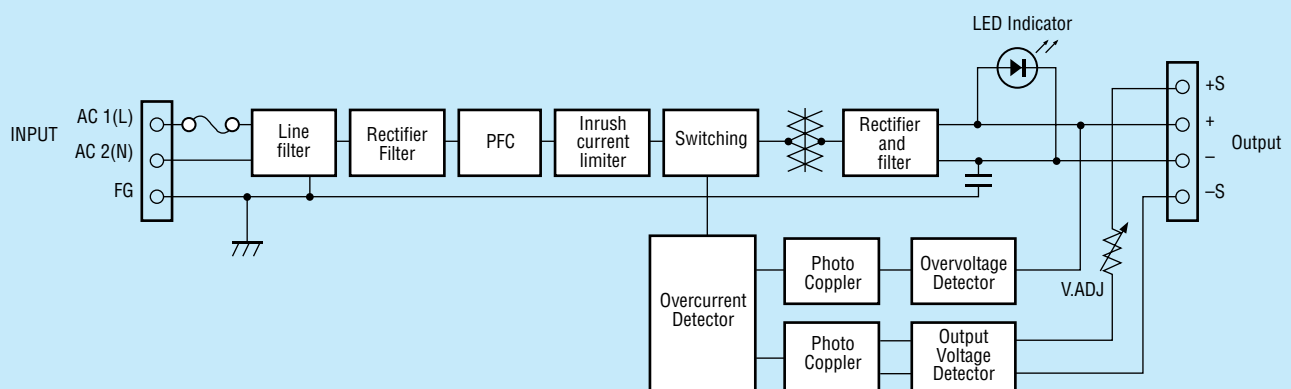 LED Indicator
INPUT
AC 1(L)
AC 2(N)
FG
Line
filter
Rectifier
Filter
PFC
Inrush
current
limiter
Switching
Rectifier
and
filter
+S
+
–
–S
Output
Overcurrent
Detector
Photo
Coppler
Overvoltage
Detector
V.ADJ
Photo
Coppler
Output
Voltage
Detector